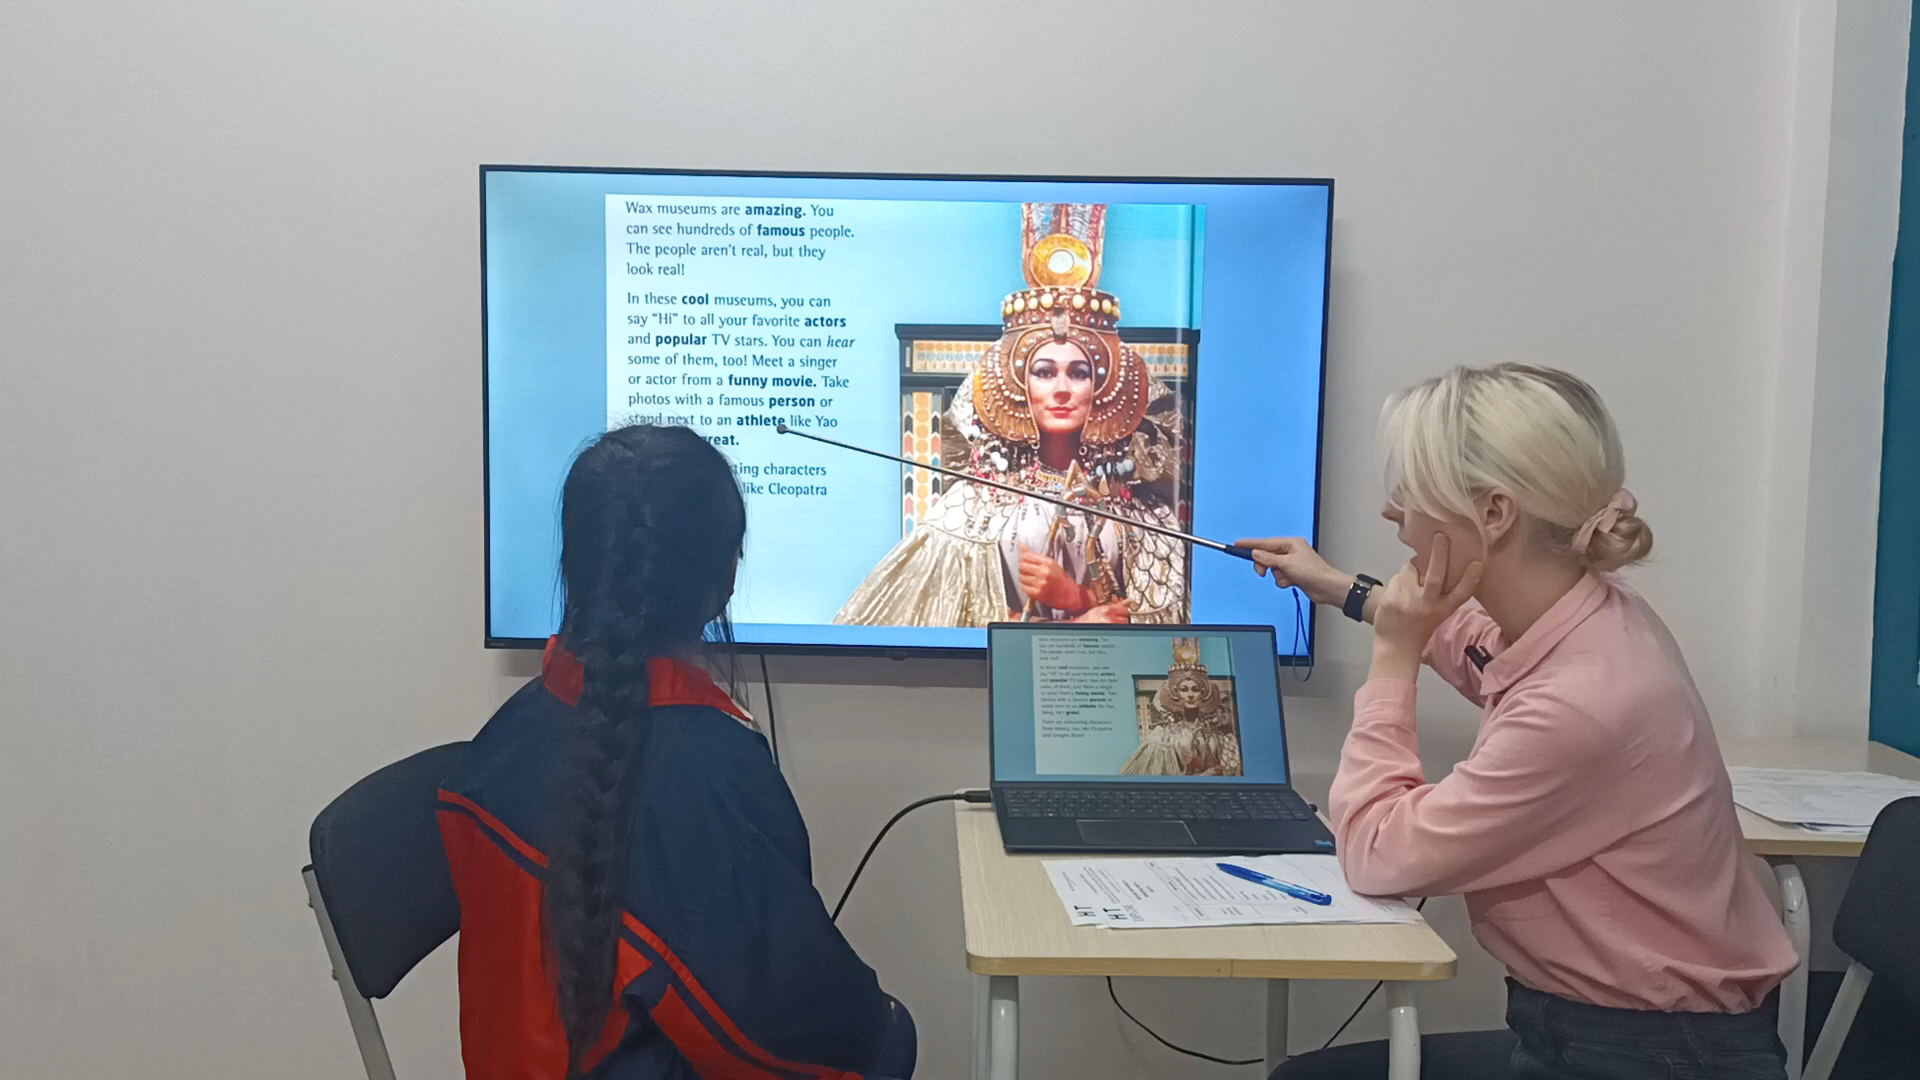 Wax museums are amazing. You
can see hundreds of famous people.
The people aren't real, but they
look real!
In these cool museums, you can
say "Hi" to all your favorite actors
and popular TV stars. You can hear
some of them, too! Meet a singer
or actor from a funny movie. Take
photos with a famous person or
stand next to an athlete like Yao
great.
characters
like Cleopatra